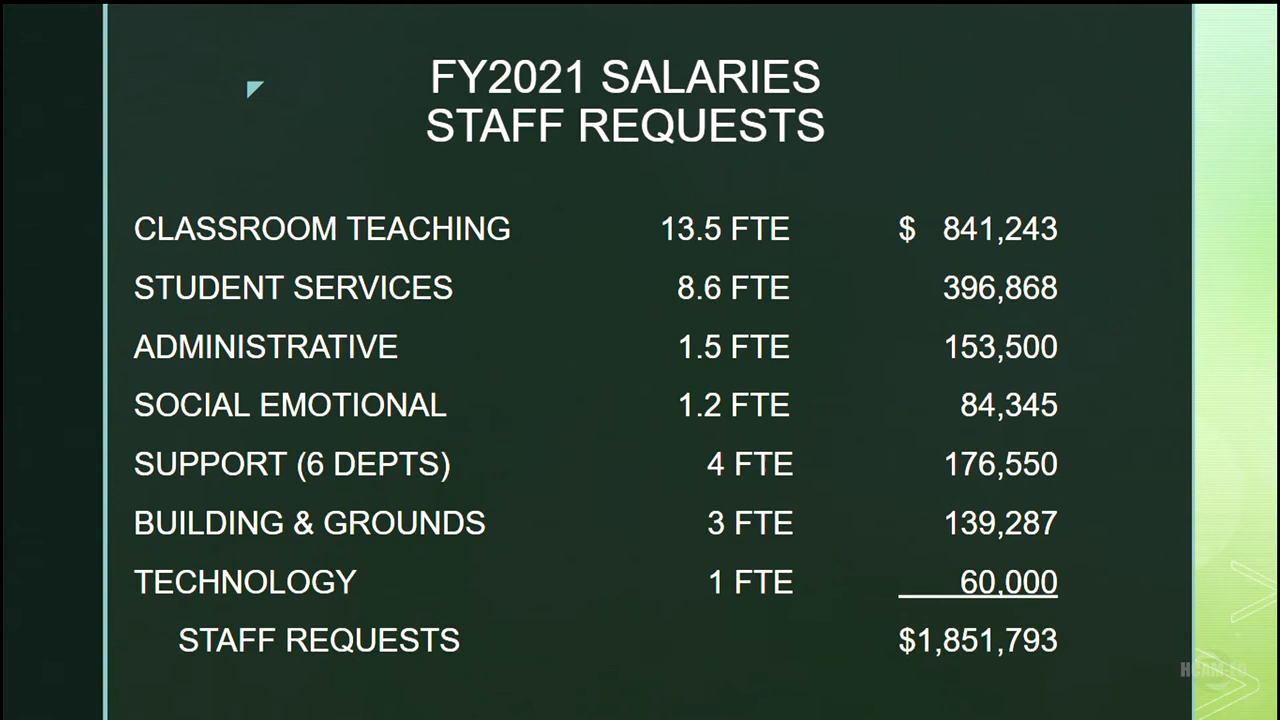 FY2021 SALARIES
STAFF REQUESTS
CLASSROOM TEACHING 13.5 FTE $ 841,243
STUDENT SERVICES 8.6 FTE 396,868
ADMINISTRATIVE 1.5 FTE 153,500
SOCIAL EMOTIONAL 1.2 FTE 84,345
SUPPORT (6 DEPTS) 4 FTE 176,550
BUILDING & GROUNDS 3 FTE 139,287
TECHNOLOGY 1 FTE 60,000
STAFF REQUESTS $1,851,793
HCAM-ED